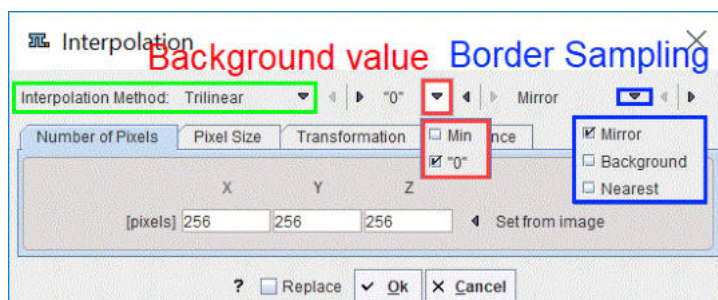 Interpolation
Background value Border Sampling
Interpolation Method: Trilinear "0" Mirror
Number of Pixels Pixel Size Transformation nce
Min
"0"
Mirror
Background
Nearest
X Y Z
[pixels] 256 256 256 Set from image
? Replace Ok Cancel